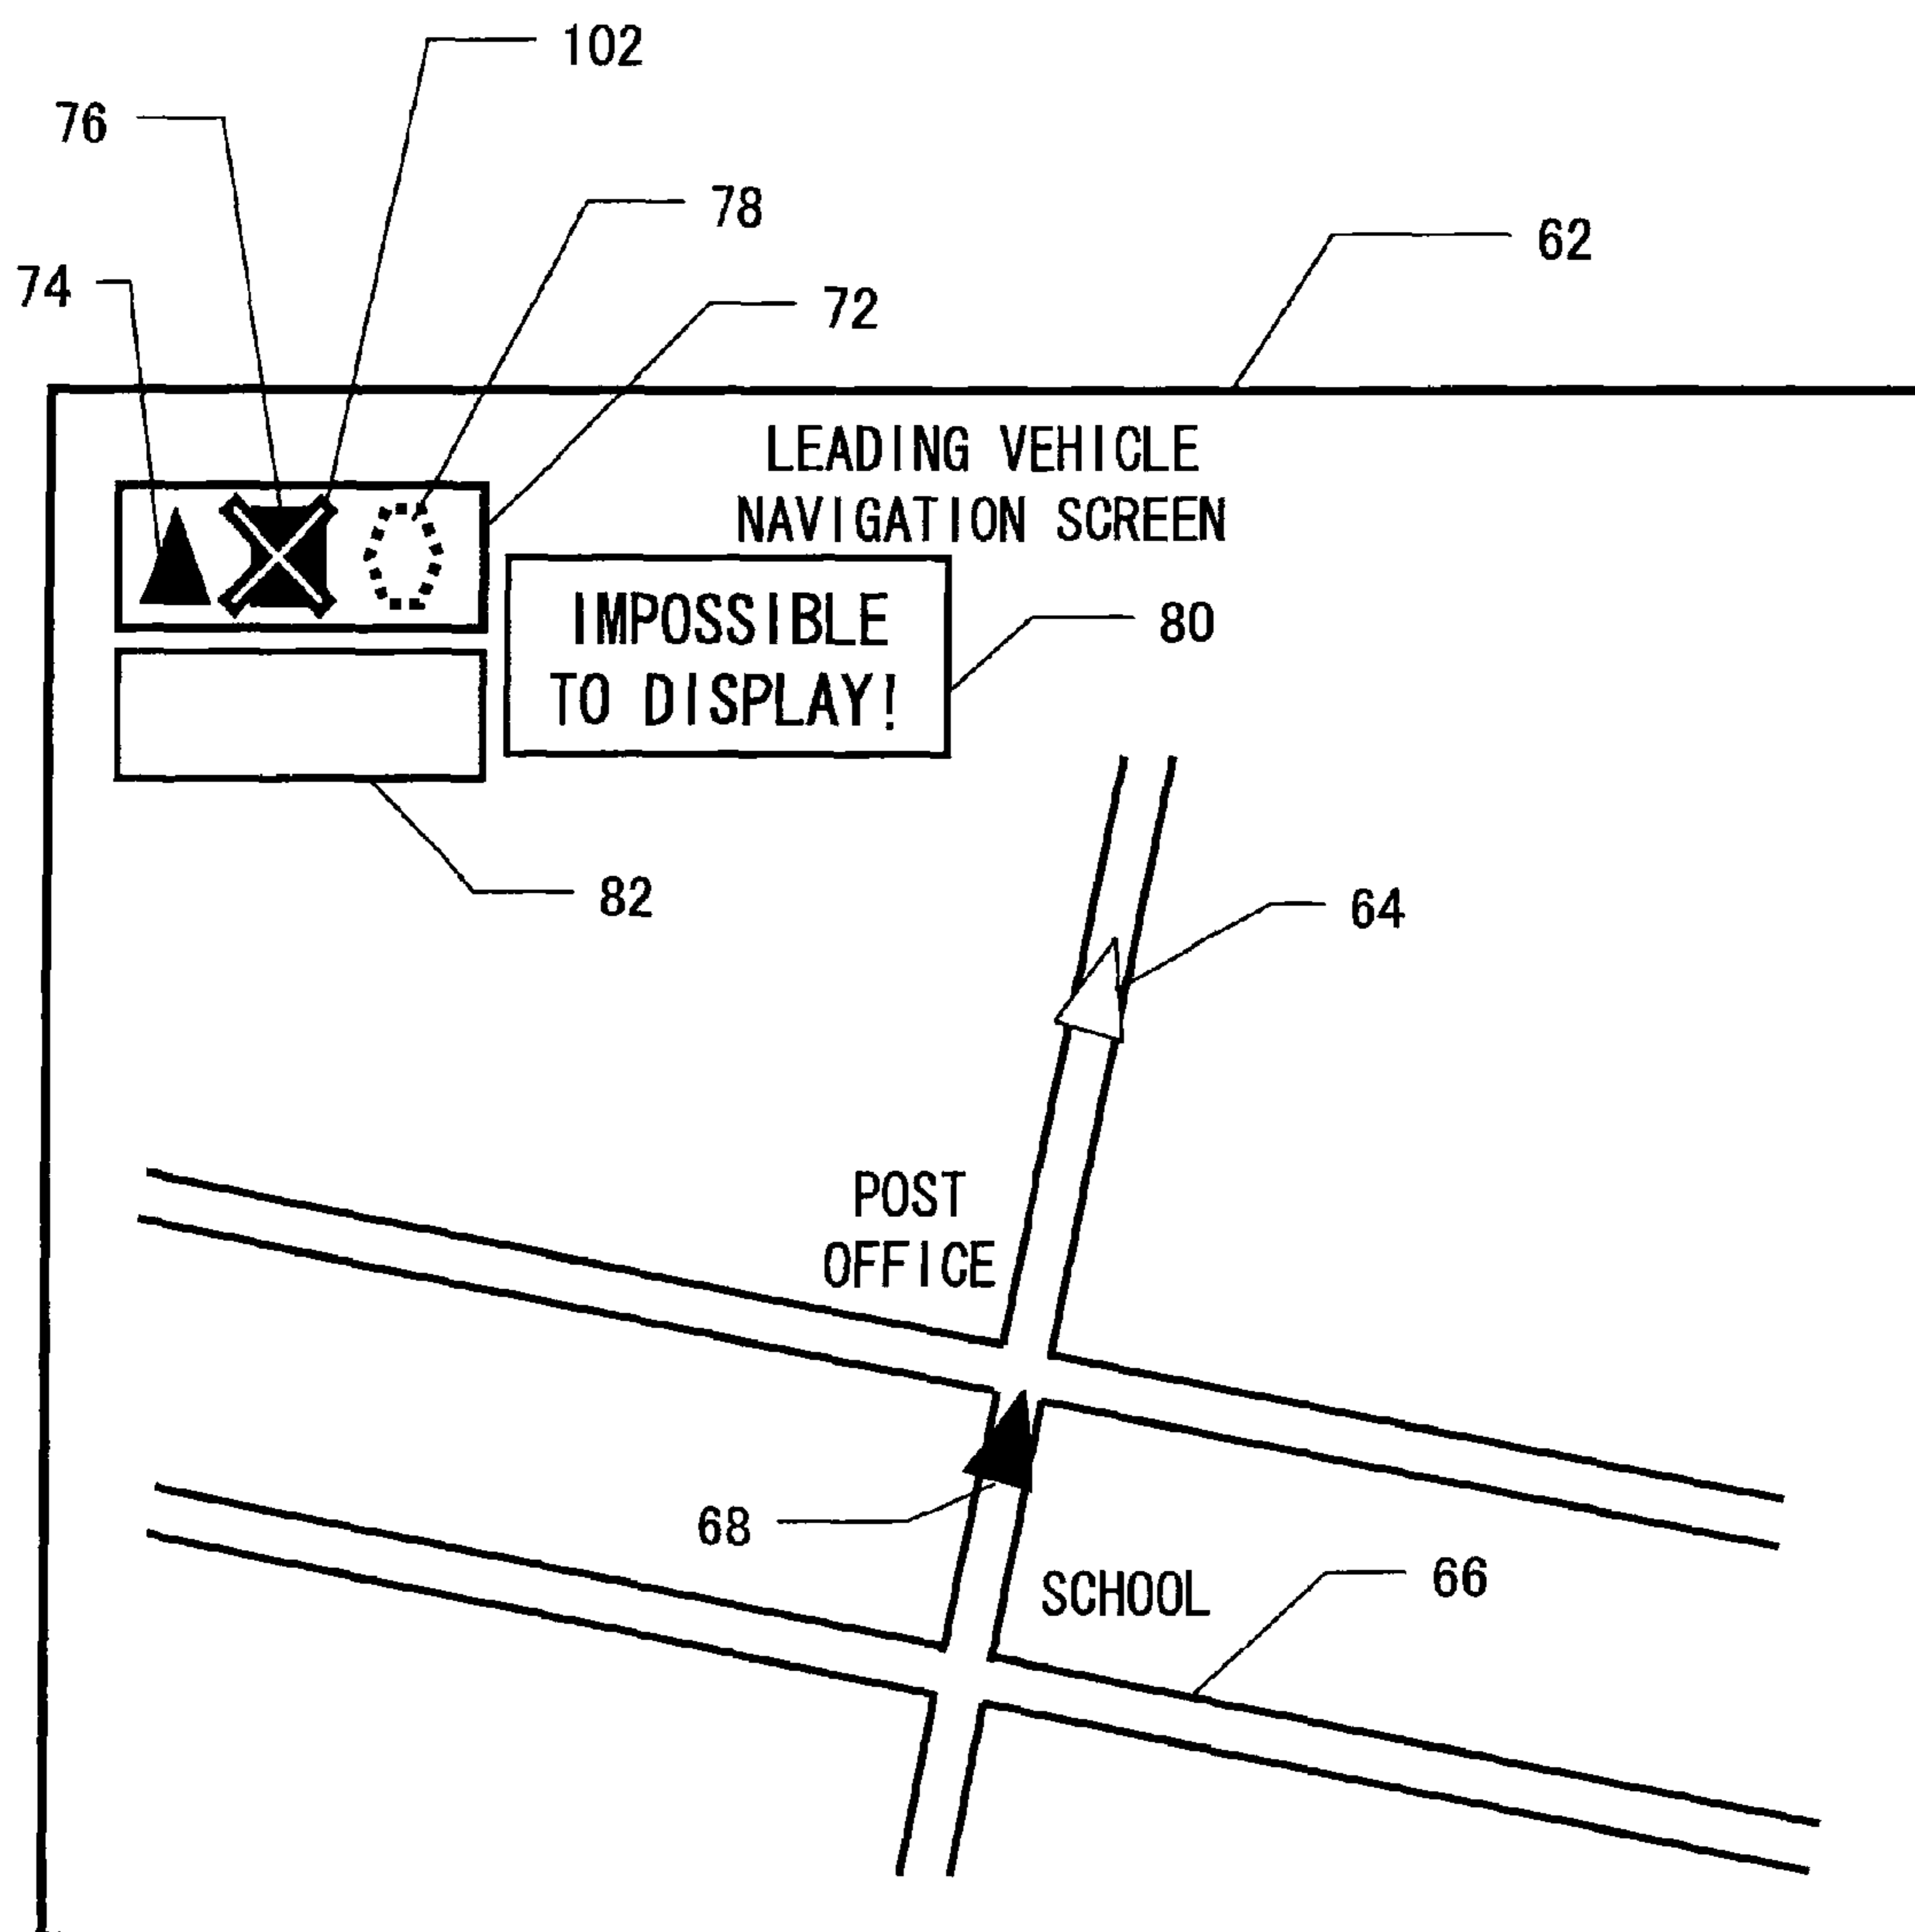 102
76
78
62
74
72
LEADING VEHICLE
NAVIGATION SCREEN
IMPOSSIBLE
TO DISPLAY!
80
82
64
POST
OFFICE
68
SCHOOL
66